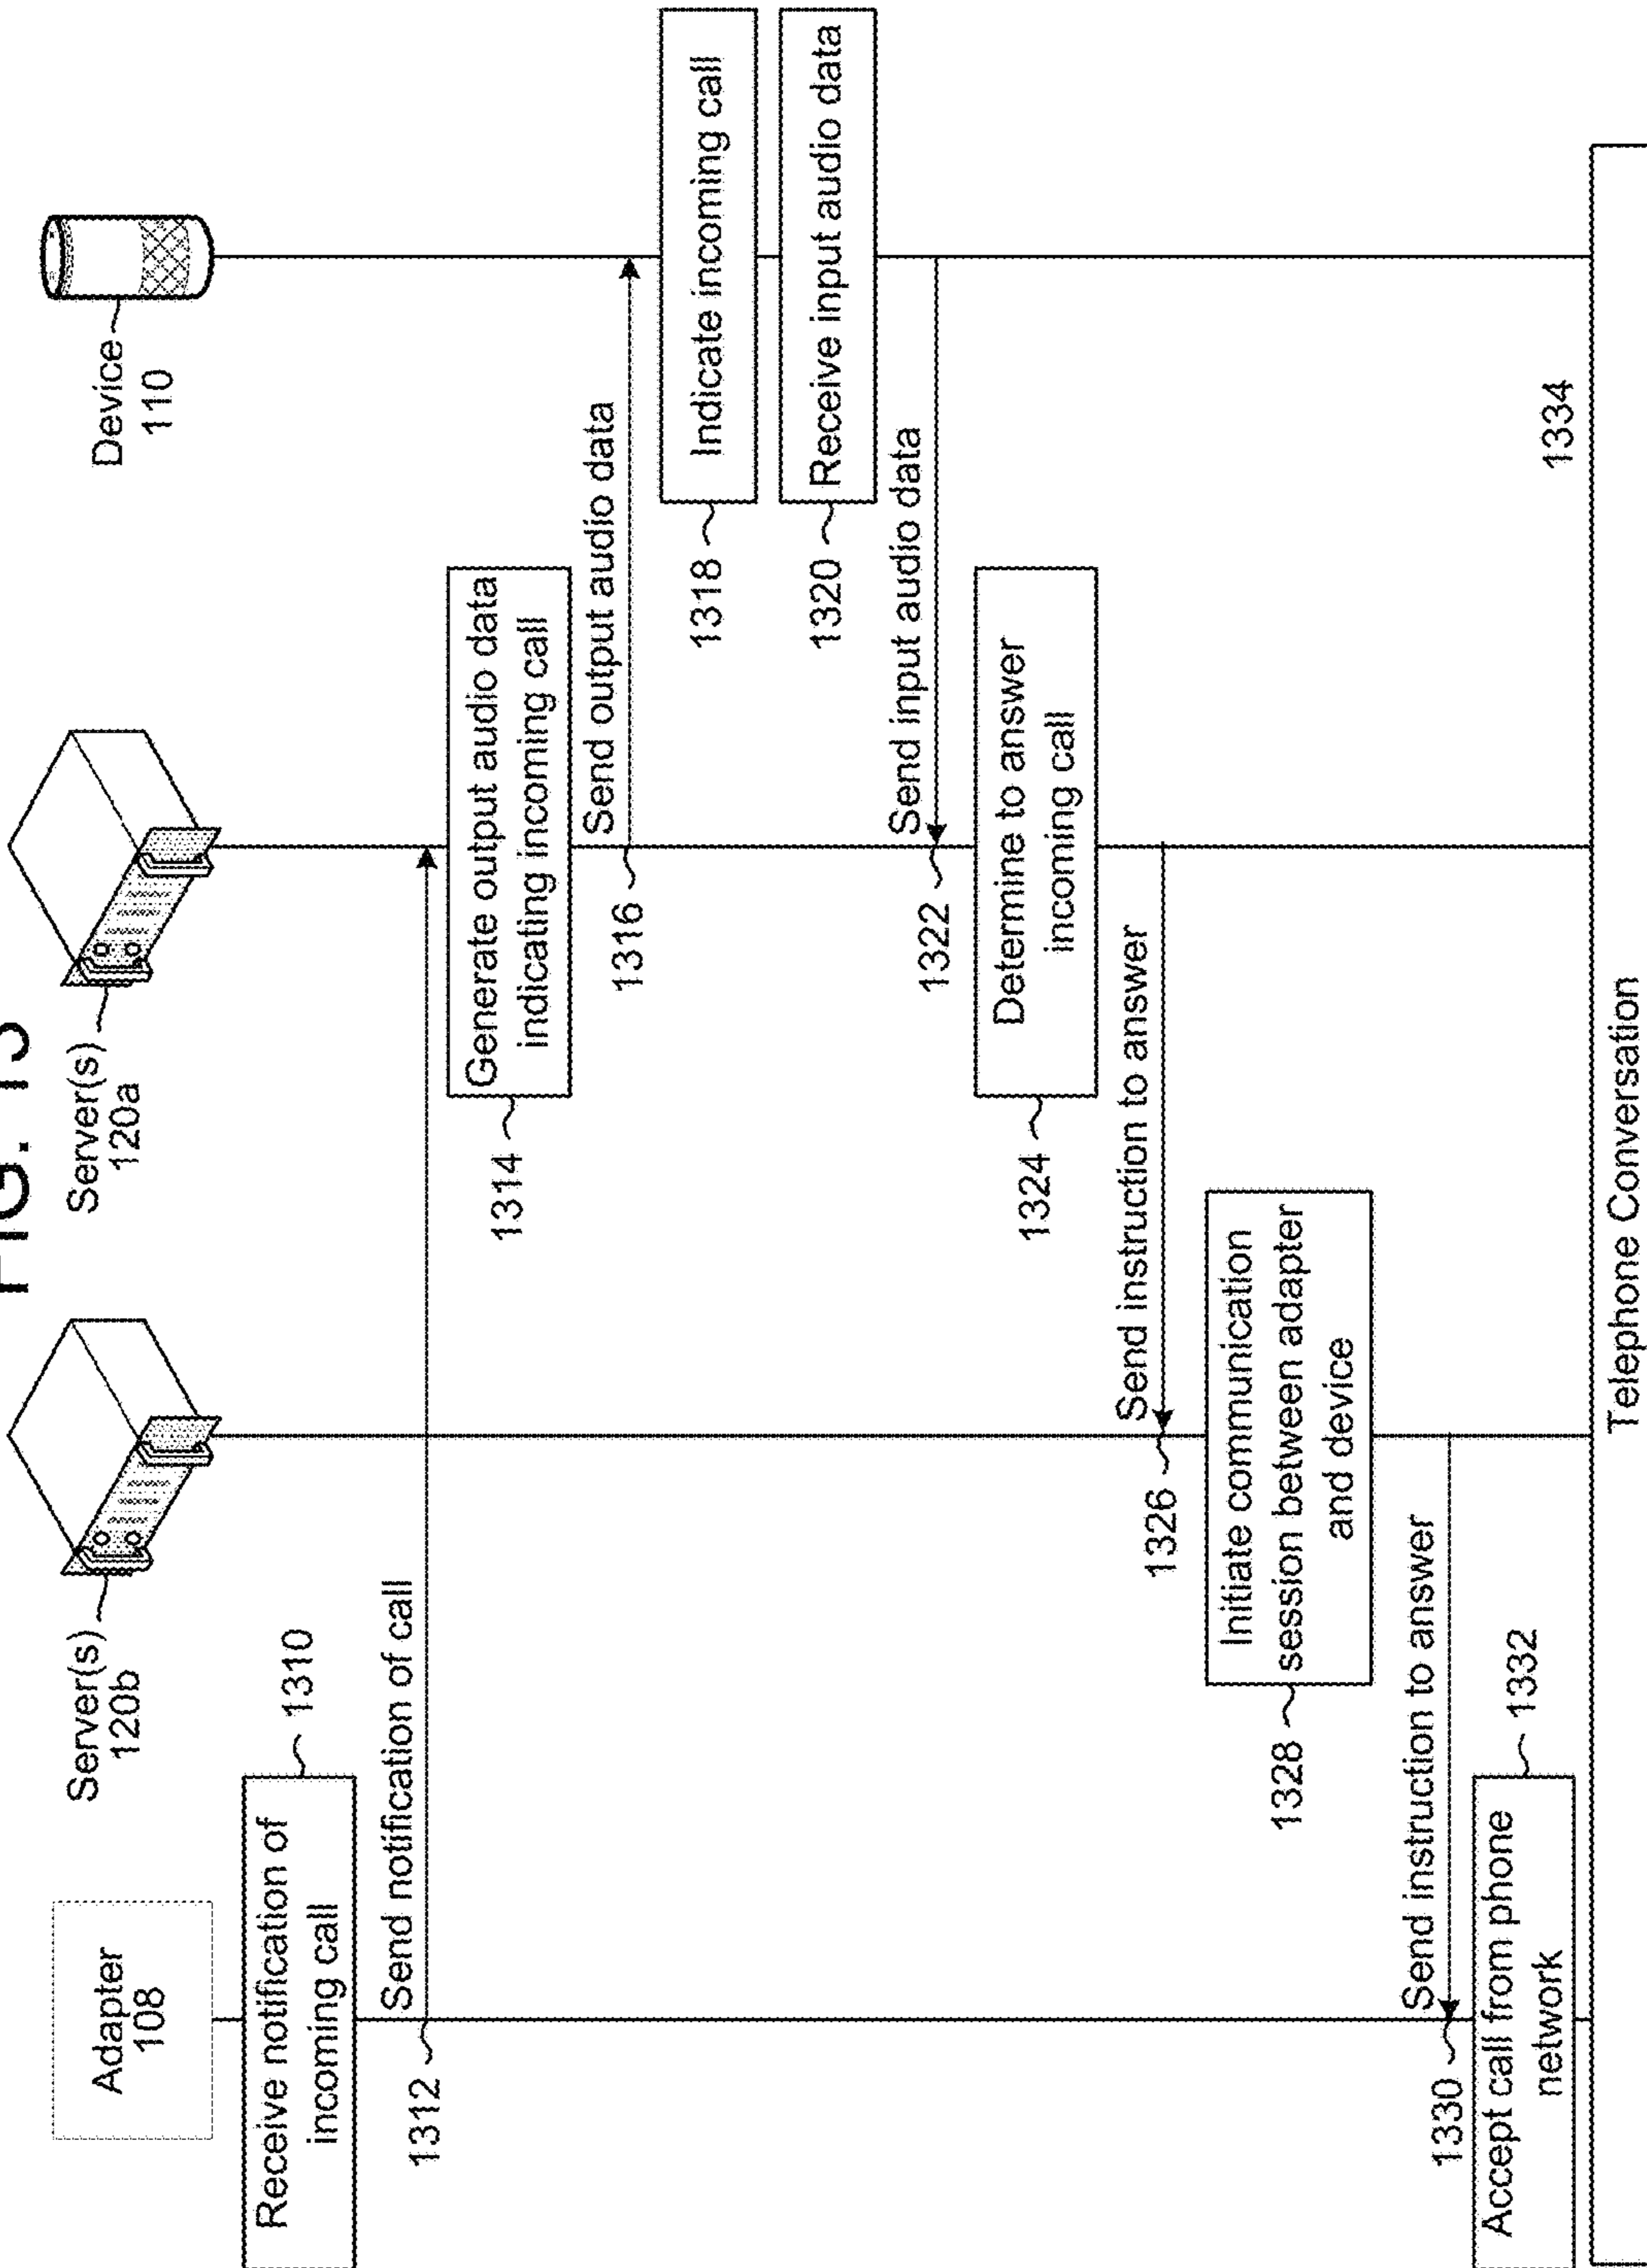 FIG. 13
Adapter
108
Server(s)
120b
Server(s)
120a
Device
110
Receive notification of
incoming call
1310
Send notification of call
1312
Generate output audio data
indicating incoming call
1314
Send output audio data
1316
Indicate incoming call
1318
Receive input audio data
1320
Send input audio data
1322
Determine to answer
incoming call
1324
Send instruction to answer
1326
Initiate communication
session between adapter
and device
1328
Send instruction to answer
1330
Accept call from phone
network
1332
1334
Telephone Conversation